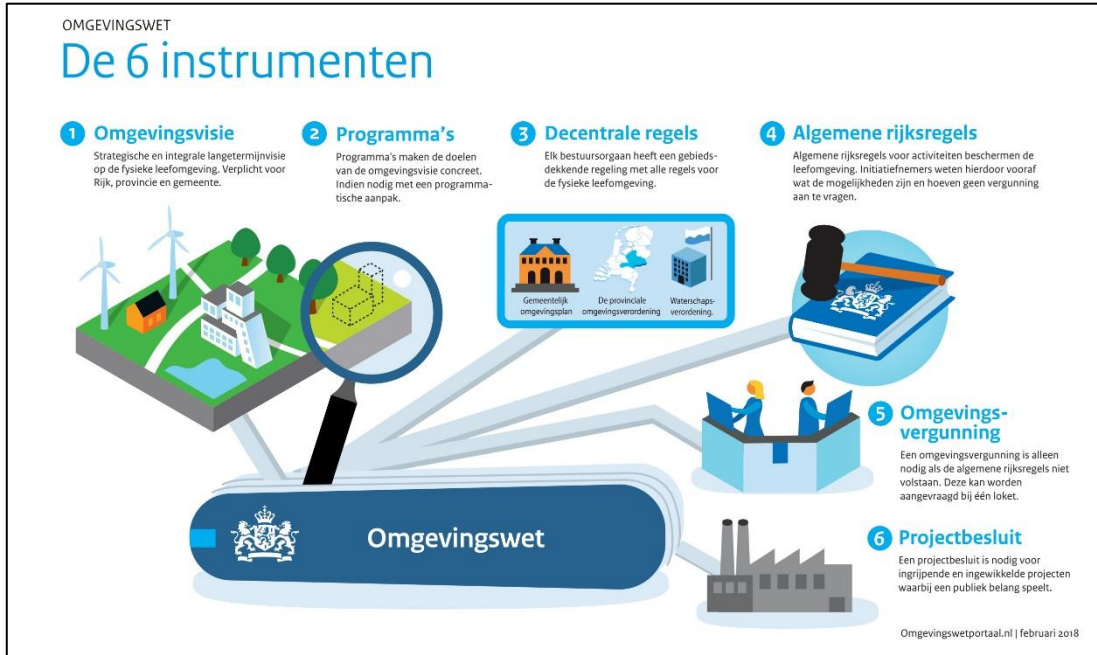 OMGEVINGSWET
De 6 instrumenten
1 Omgevingsvisie
Strategische en integrale langetermijnvisie
op de fysieke leefomgeving. Verplicht voor
Rijk, provincie en gemeente.
2 Programma's
Programma's maken de doelen
van de omgevingsvisie concreet.
Indien nodig met een programma-
tische aanpak.
3 Decentrale regels
Elk bestuursorgaan heeft een gebieds-
dekkende regeling met alle regels voor
de fysieke leefomgeving.
Gemeentelijk
omgevingsplan
De provinciale
omgevingsverordening
Waterschaps-
verordening.
4 Algemene rijksregels
Algemene rijksregels voor activiteiten beschermen de
leefomgeving. Initiatiefnemers weten hierdoor vooraf
wat de mogelijkheden zijn en hoeven geen vergunning
aan te vragen.
5 Omgevings-
vergunning
Een omgevingsvergunning is alleen
nodig als de algemene rijksregels niet
volstaan. Deze kan worden
aangevraagd bij één loket.
6 Projectbesluit
Een projectbesluit is nodig voor
ingrijpende en ingewikkelde projecten
waarbij een publiek belang speelt.
Omgevingswet
Omgevingswetportaal.nl | februari 2018